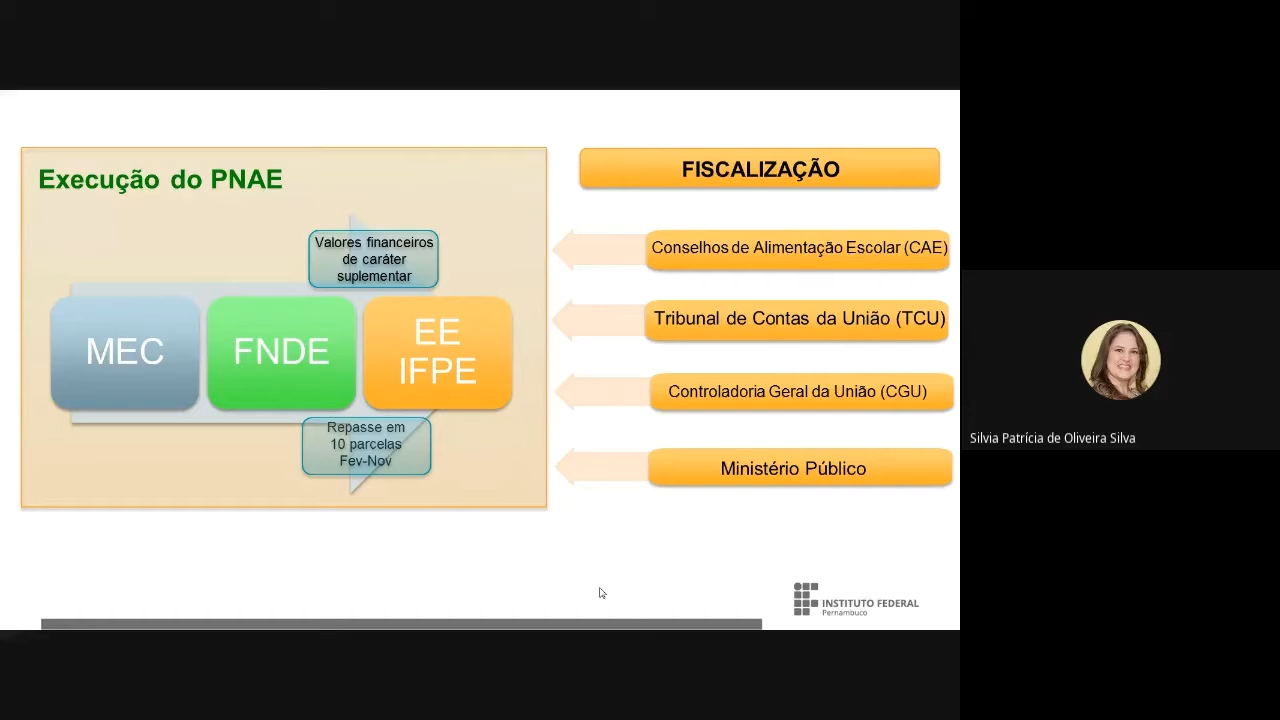 Execução do PNAE
Valores financeiros
de caráter
suplementar
MEC
FNDE
EE
IFPE
Repasse em
10 parcelas
Fev-Nov
FISCALIZAÇÃO
Conselhos de Alimentação Escolar (CAE)
Tribunal de Contas da União (TCU)
Controladoria Geral da União (CGU)
Ministério Público
INSTITUTO FEDERAL
Pernambuco
Silvia Patrícia de Oliveira Silva